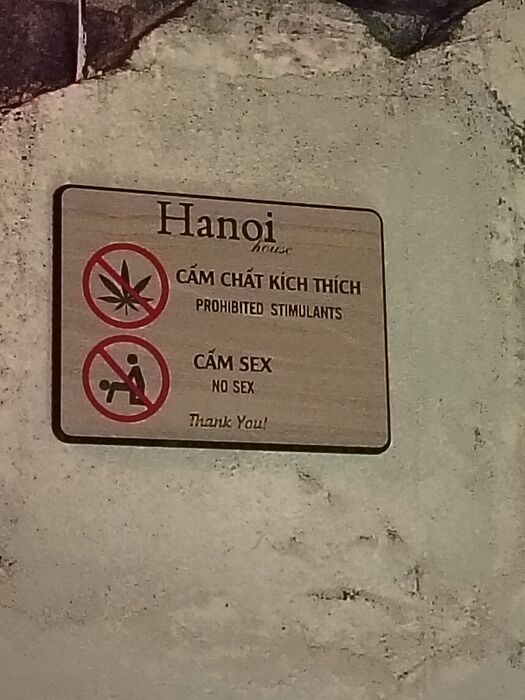 Hanoi
house
CẤM CHẤT KÍCH THÍCH
PROHIBITED STIMULANTS
CẤM SEX
NO SEX
Thank You!